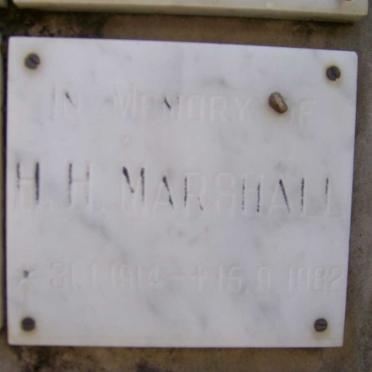 IN MEMORY OF
H.H. MARSHALL
* 31.1.1914 – † 15.9.1982